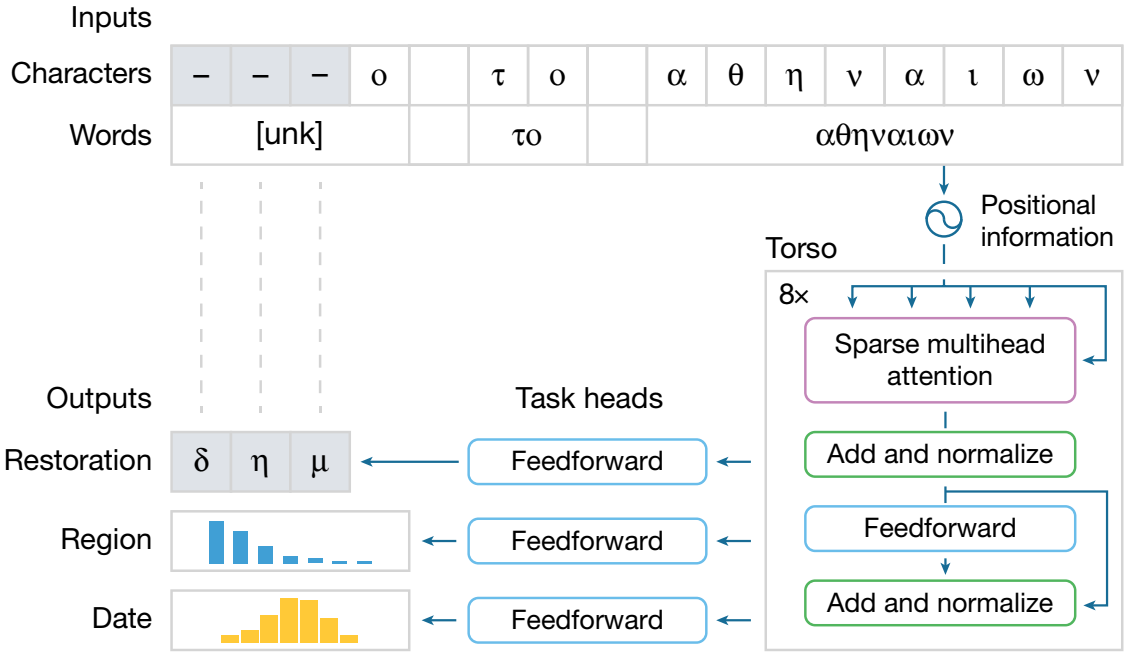 Inputs
Characters – – – ο τ ο α θ η ν α ι ω ν
Words [unk] το αθηναιων
Positional
information
Torso
8×
Sparse multihead
attention
Outputs Task heads
Restoration δ η μ Feedforward Add and normalize
Region Feedforward Feedforward
Date Feedforward Add and normalize